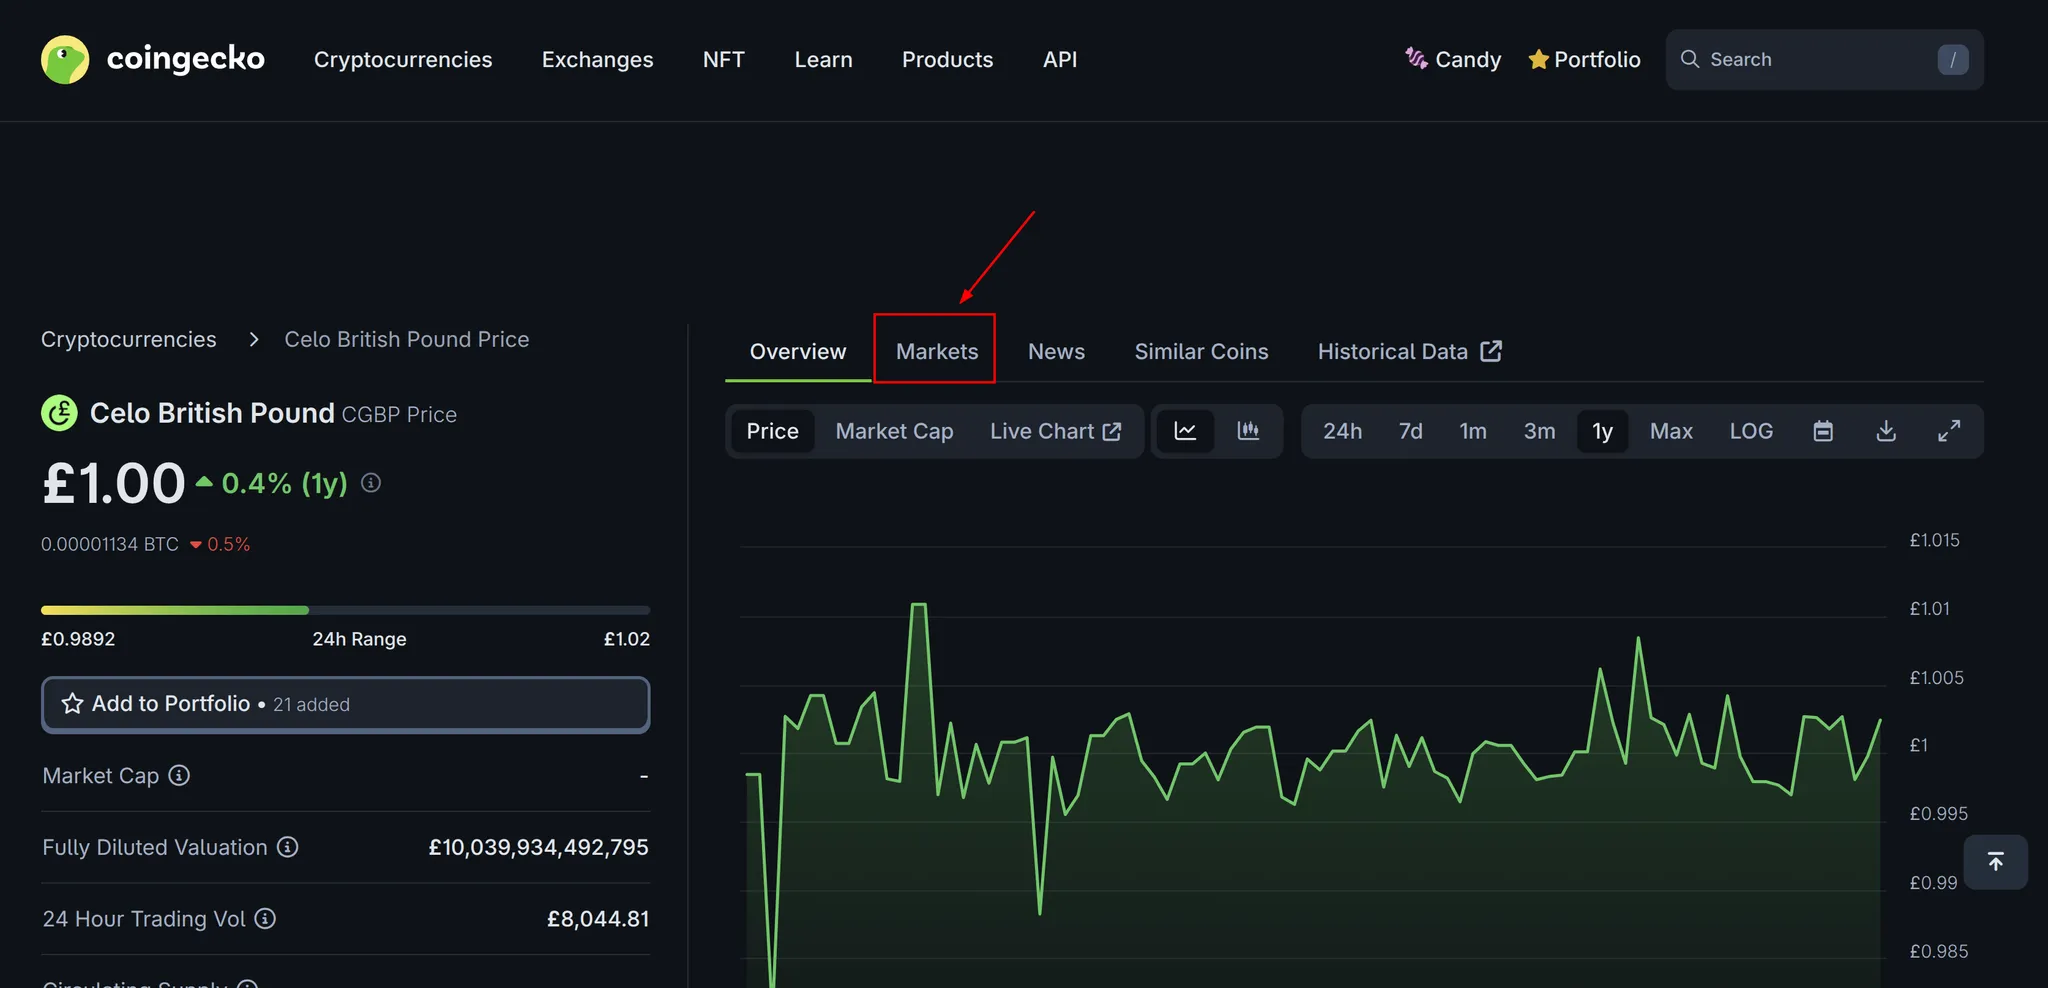 coingecko
Cryptocurrencies Exchanges NFT Learn Products API
Candy Portfolio Search /
Cryptocurrencies > Celo British Pound Price
Celo British Pound CGBP Price
£1.00 0.4% (1y)
0.00001134 BTC 0.5%
£0.9892 24h Range £1.02
Add to Portfolio • 21 added
Market Cap -
Fully Diluted Valuation £10,039,934,492,795
24 Hour Trading Vol £8,044.81
Circulating Supply
Overview Markets News Similar Coins Historical Data
Price Market Cap Live Chart 24h 7d 1m 3m 1y Max LOG
£1.015
£1.01
£1.005
£1
£0.995
£0.99
£0.985